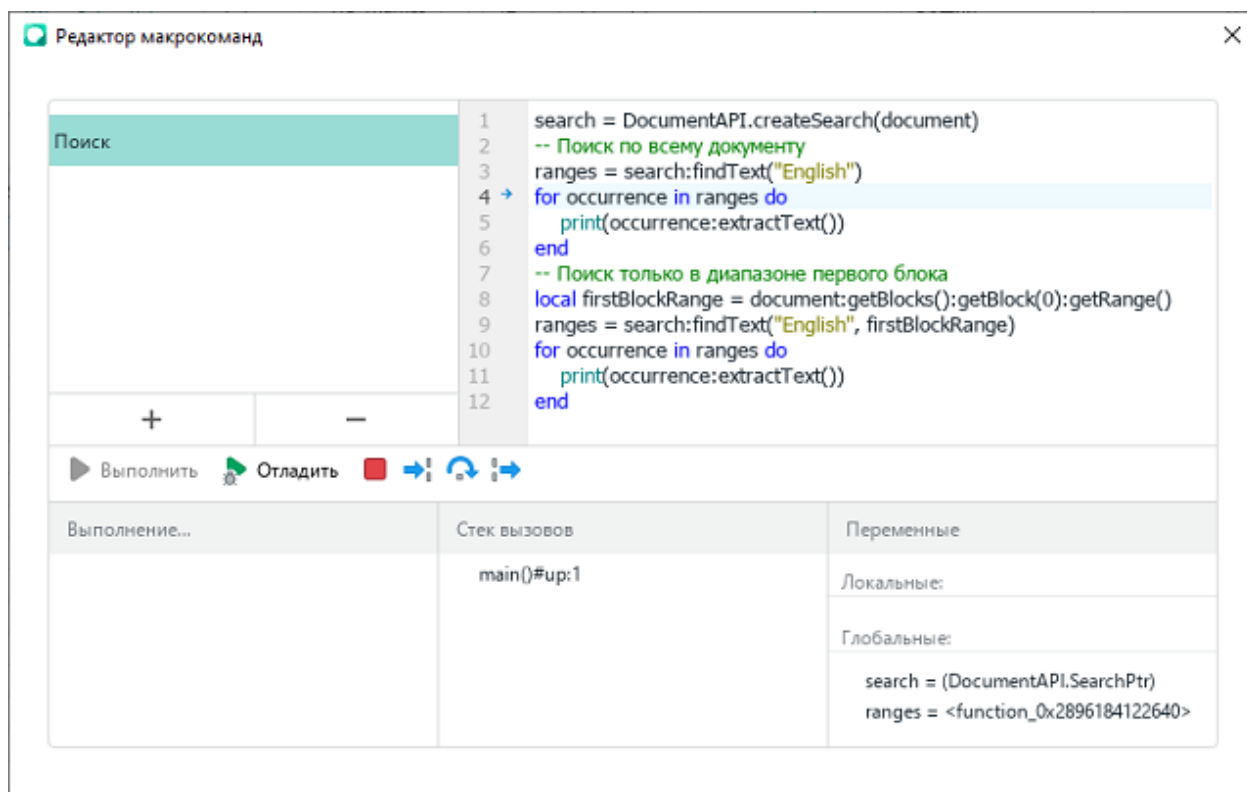 Редактор макрокоманд
Поиск
1 search = DocumentAPI.createSearch(document)
2 -- Поиск по всему документу
3 ranges = search:findText("English")
4 for occurrence in ranges do
5 print(occurrence:extractText())
6 end
7 -- Поиск только в диапазоне первого блока
8 local firstBlockRange = document:getBlocks():getBlock(0):getRange()
9 ranges = search:findText("English", firstBlockRange)
10 for occurrence in ranges do
11 print(occurrence:extractText())
12 end
+ −
Выполнить Отладить
Выполнение... Стек вызовов Переменные
main()#up:1
Локальные:
Глобальные:
search = (DocumentAPI.SearchPtr)
ranges = <function_0x2896184122640>